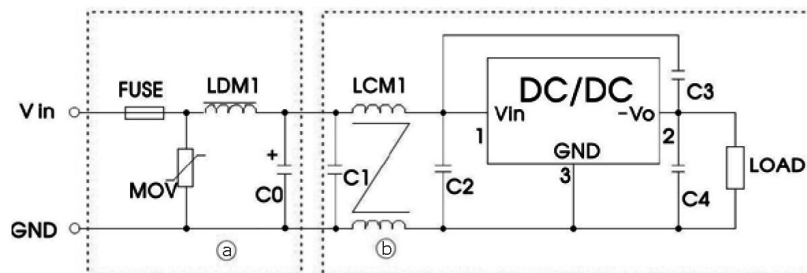 FUSE
LDM1
LCM1
DC/DC
C3
Vin
Vin
-Vo
1
2
GND
3
MOV
+
C0
C1
C2
C4
LOAD
GND
ⓐ
ⓑ